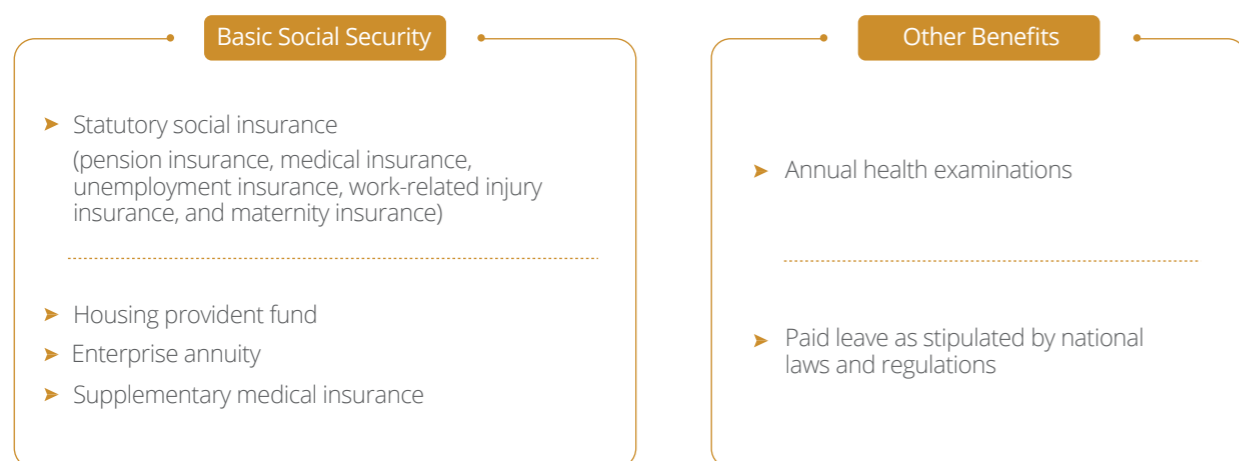 Basic Social Security
Statutory social insurance
(pension insurance, medical insurance,
unemployment insurance, work-related injury
insurance, and maternity insurance)
Housing provident fund
Enterprise annuity
Supplementary medical insurance
Other Benefits
Annual health examinations
Paid leave as stipulated by national
laws and regulations